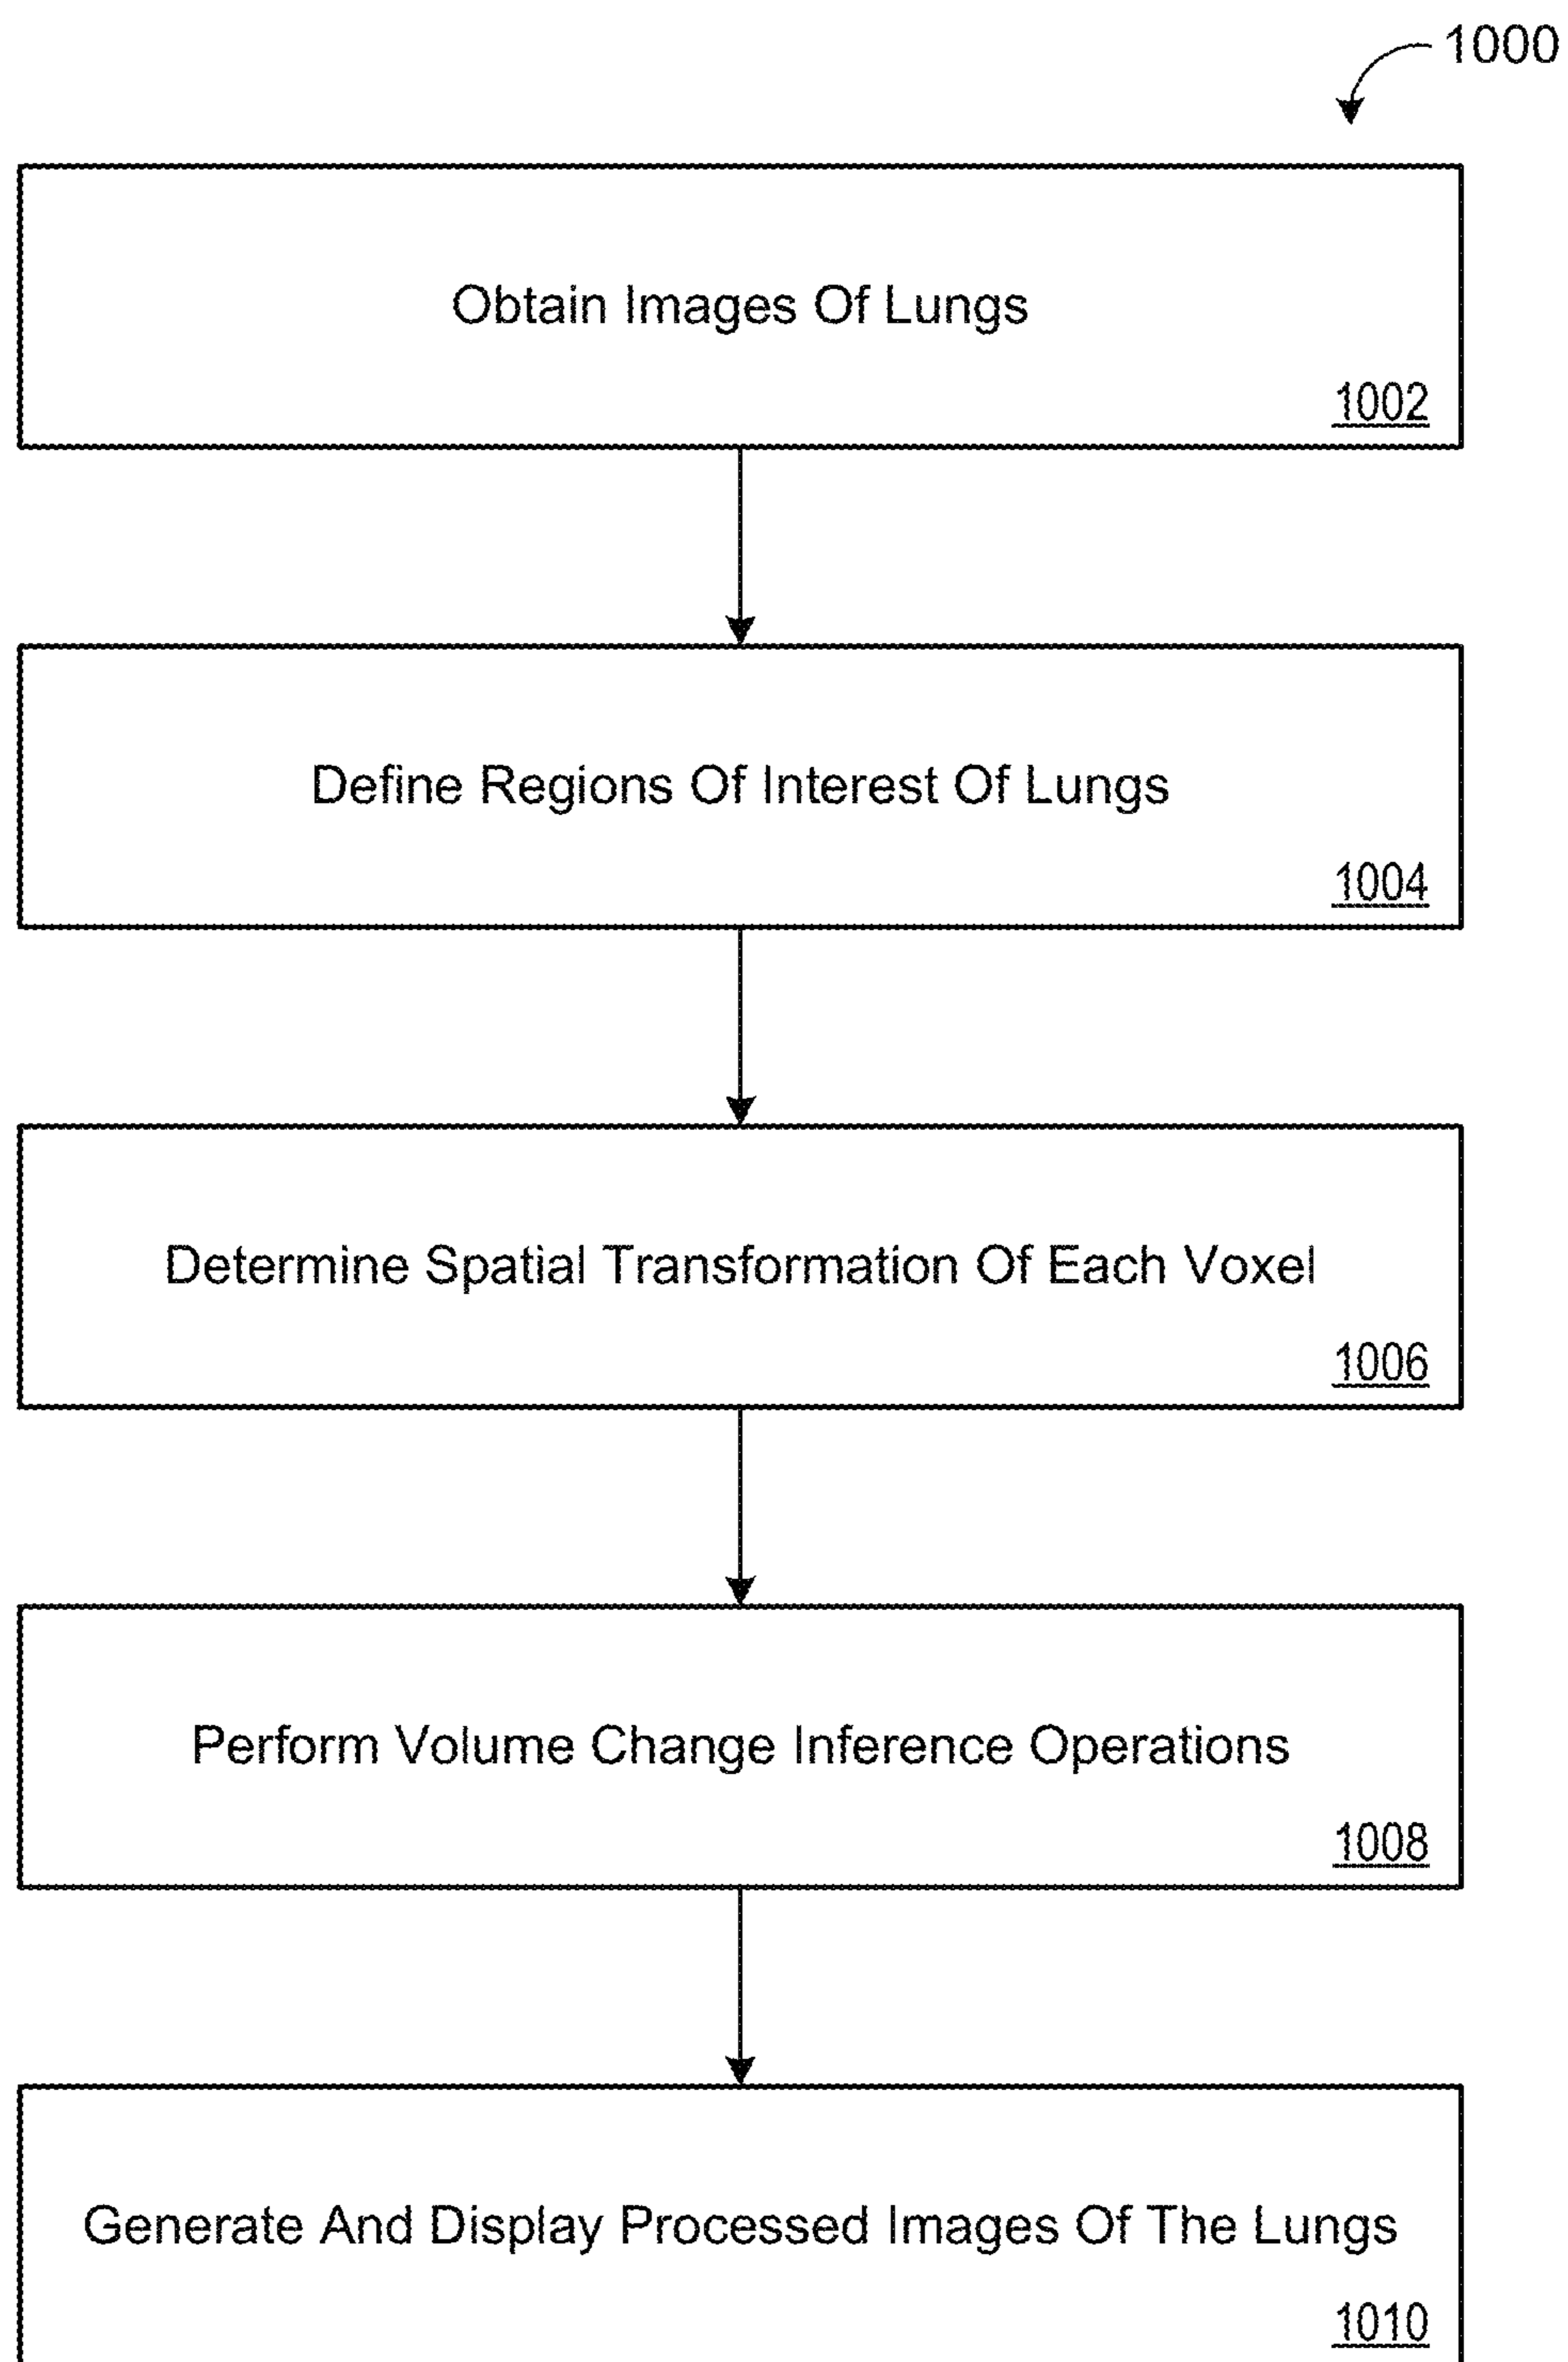 1000
Obtain Images Of Lungs
1002
Define Regions Of Interest Of Lungs
1004
Determine Spatial Transformation Of Each Voxel
1006
Perform Volume Change Inference Operations
1008
Generate And Display Processed Images Of The Lungs
1010